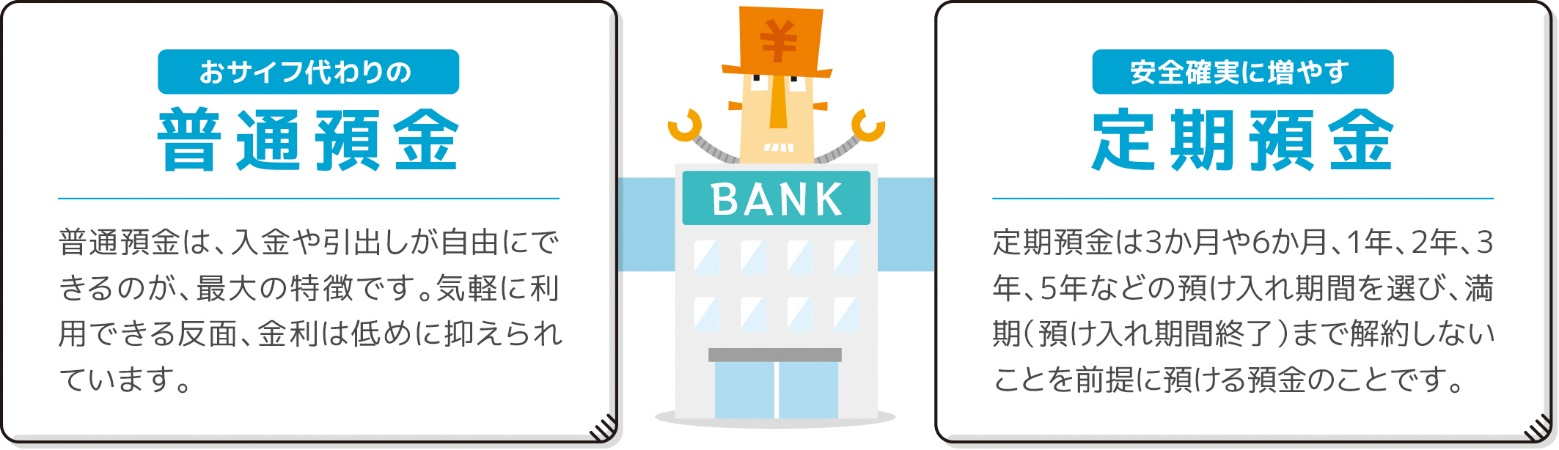 おサイフ代わりの
普通預金
普通預金は、入金や引出しが自由にで
きるのが、最大の特徴です。気軽に利
用できる反面、金利は低めに抑えられ
ています。
¥
BANK
安全確実に増やす
定期預金
定期預金は3か月や6か月、1年、2年、3
年、5年などの預け入れ期間を選び、満
期(預け入れ期間終了)まで解約しない
ことを前提に預ける預金のことです。